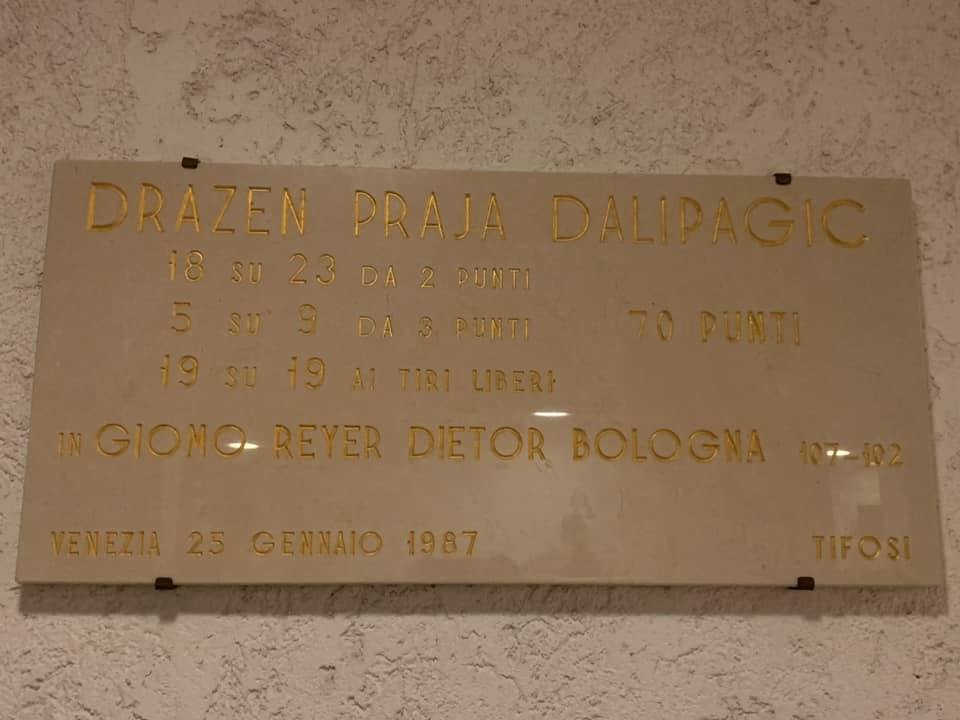 DRAZEN PRAJA DALIPAGIC
18 SU 23 DA 2 PUNTI
5 SU 9 DA 3 PUNTI 70 PUNTI
19 SU 19 AI TIRI LIBERI
IN GIOMO REYER DIETOR BOLOGNA 107-102
VENEZIA 25 GENNAIO 1987 TIFOSI